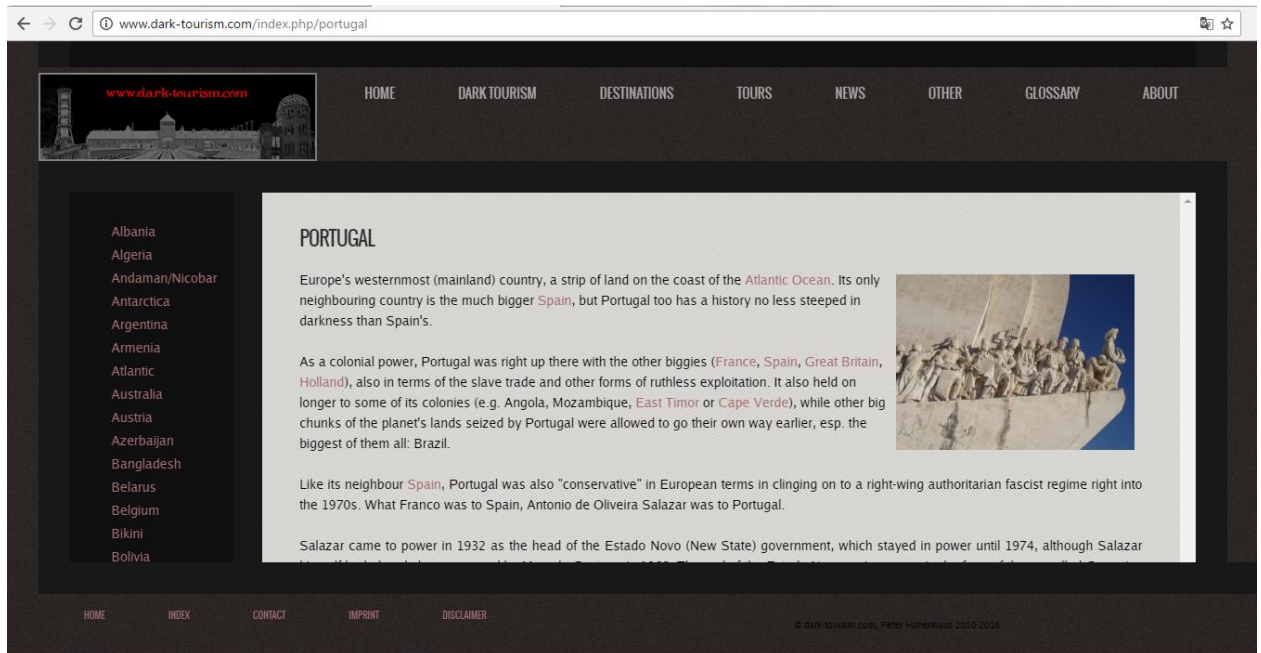 www.dark-tourism.com/index.php/portugal
www.dark-tourism.com
HOME DARK TOURISM DESTINATIONS TOURS NEWS OTHER GLOSSARY ABOUT
Albania
Algeria
Andaman/Nicobar
Antarctica
Argentina
Armenia
Atlantic
Australia
Austria
Azerbaijan
Bangladesh
Belarus
Belgium
Bikini
Bolivia
PORTUGAL
Europe's westernmost (mainland) country, a strip of land on the coast of the Atlantic Ocean. Its only
neighbouring country is the much bigger Spain, but Portugal too has a history no less steeped in
darkness than Spain's.
As a colonial power, Portugal was right up there with the other biggies (France, Spain, Great Britain,
Holland), also in terms of the slave trade and other forms of ruthless exploitation. It also held on
longer to some of its colonies (e.g. Angola, Mozambique, East Timor or Cape Verde), while other big
chunks of the planet's lands seized by Portugal were allowed to go their own way earlier, esp. the
biggest of them all: Brazil.
Like its neighbour Spain, Portugal was also "conservative" in European terms in clinging on to a right-wing authoritarian fascist regime right into
the 1970s. What Franco was to Spain, Antonio de Oliveira Salazar was to Portugal.
Salazar came to power in 1932 as the head of the Estado Novo (New State) government, which stayed in power until 1974, although Salazar
HOME INDEX CONTACT IMPRINT DISCLAIMER
© dark-tourism.com, Peter Hohenhaus 2010-2016